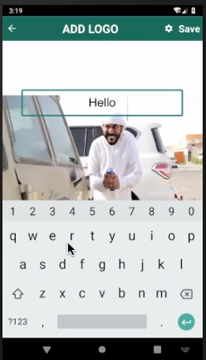 3:19
ADD LOGO
Save
Hello
1 2 3 4 5 6 7 8 9 0
q w e r t y u i o p
a s d f g h j k l
z x c v b n m
?123 , .